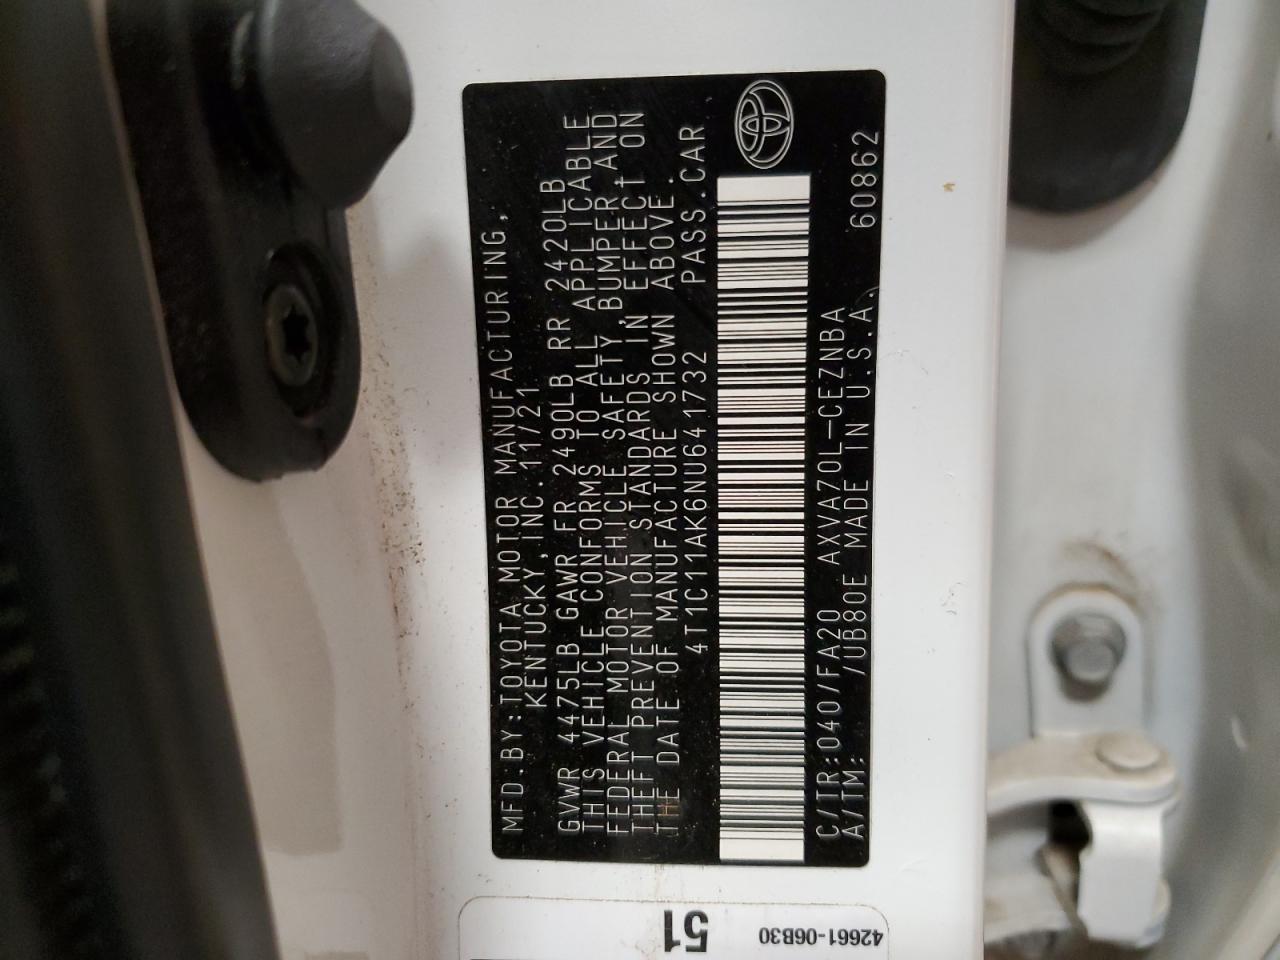 MFD.BY:TOYOTA MOTOR MANUFACTURING,
KENTUCKY,INC.11/21
GVWR 4475LB GAWR FR 2490LB RR 2420LB
THIS VEHICLE CONFORMS TO ALL APPLICABLE
FEDERAL MOTOR VEHICLE SAFETY,BUMPER,AND
THEFT PREVENTION STANDARDS IN EFFECT ON
THE DATE OF MANUFACTURE SHOWN ABOVE.
4T1C11AK6NU641732 PASS.CAR
C/TR:040/FA20 AXVA70L-CEZNBA 60862
A/TM: /UB80E MADE IN U.S.A.
51
42661-06B30